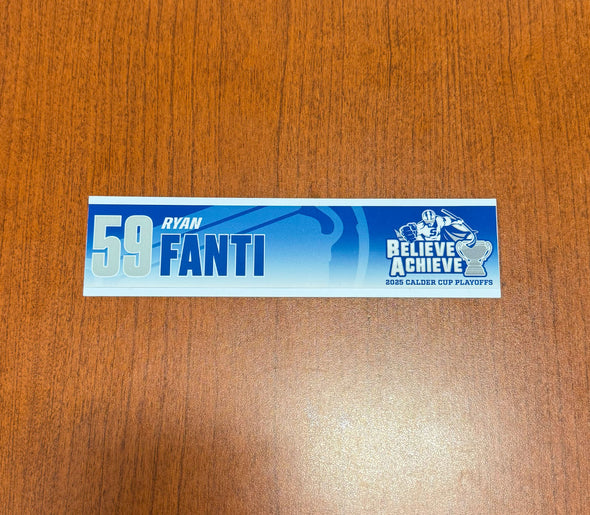 59
RYAN
FANTI
BELIEVE
ACHIEVE
2025 CALDER CUP PLAYOFFS